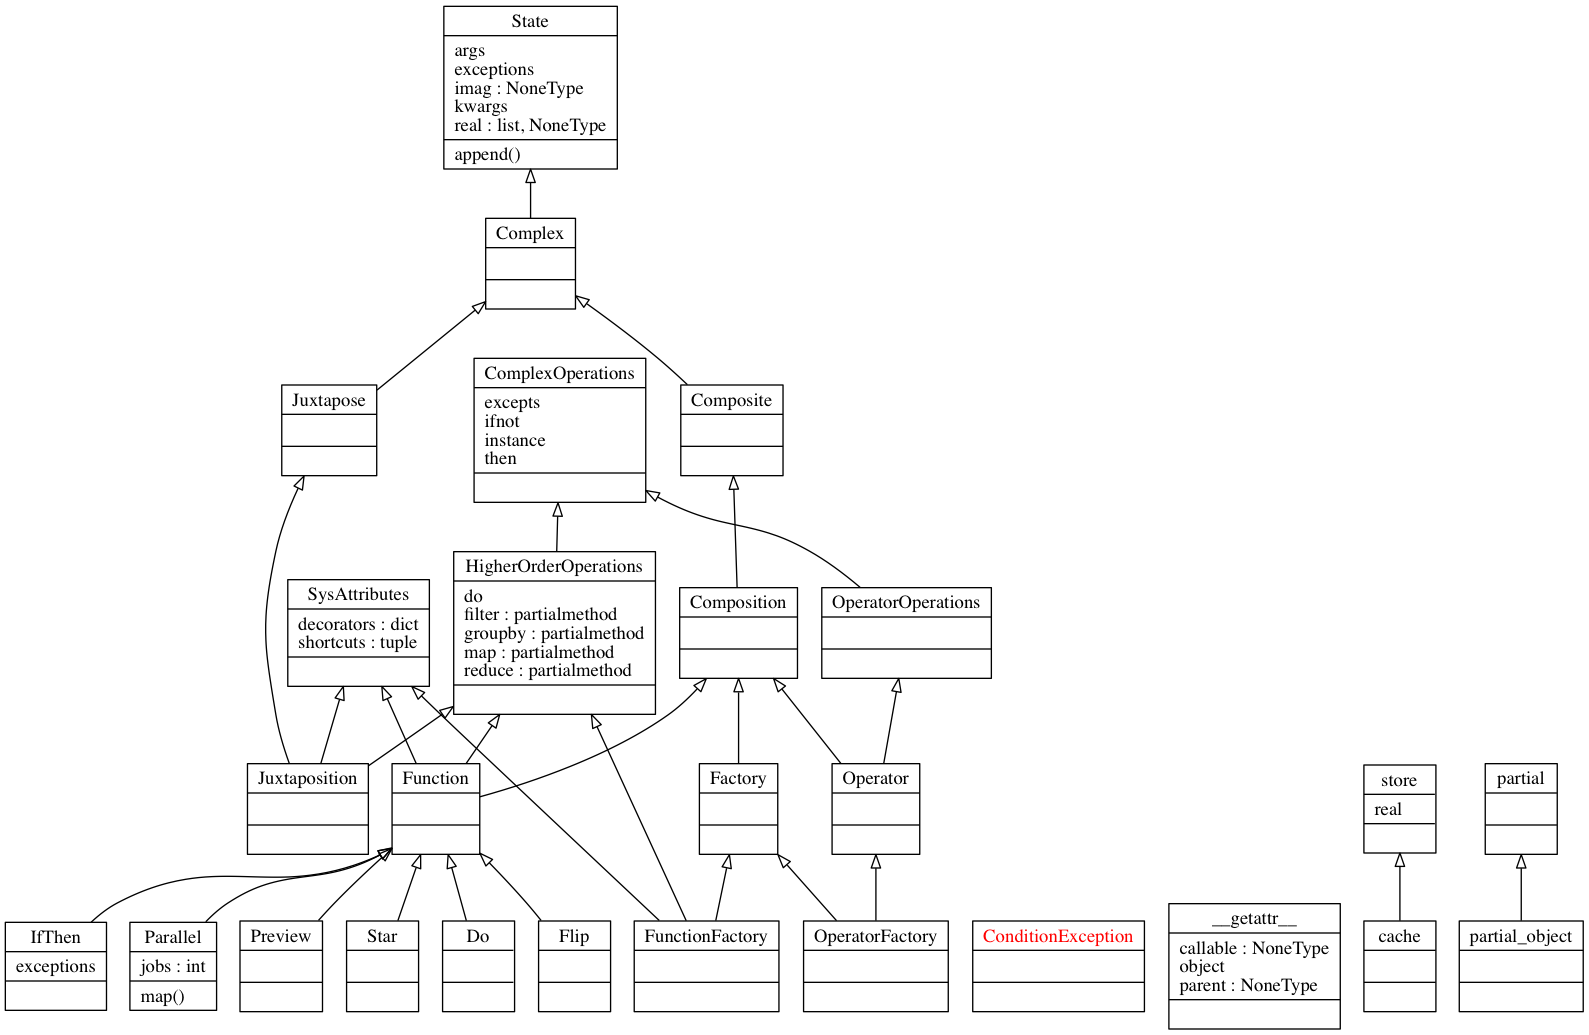 State
args
exceptions
imag : NoneType
kwargs
real : list, NoneType
append()
Complex
Juxtapose
ComplexOperations
excepts
ifnot
instance
then
Composite
SysAttributes
decorators : dict
shortcuts : tuple
HigherOrderOperations
do
filter : partialmethod
groupby : partialmethod
map : partialmethod
reduce : partialmethod
Composition
OperatorOperations
Juxtaposition
Function
Factory
Operator
store
real
partial
IfThen
exceptions
Parallel
jobs : int
map()
Preview
Star
Do
Flip
FunctionFactory
OperatorFactory
ConditionException
__getattr__
callable : NoneType
object
parent : NoneType
cache
partial_object